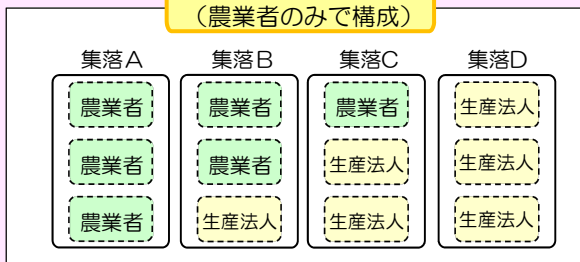 （農業者のみで構成）
集落A 集落B 集落C 集落D
農業者 農業者 農業者 生産法人
農業者 農業者 生産法人 生産法人
農業者 生産法人 生産法人 生産法人